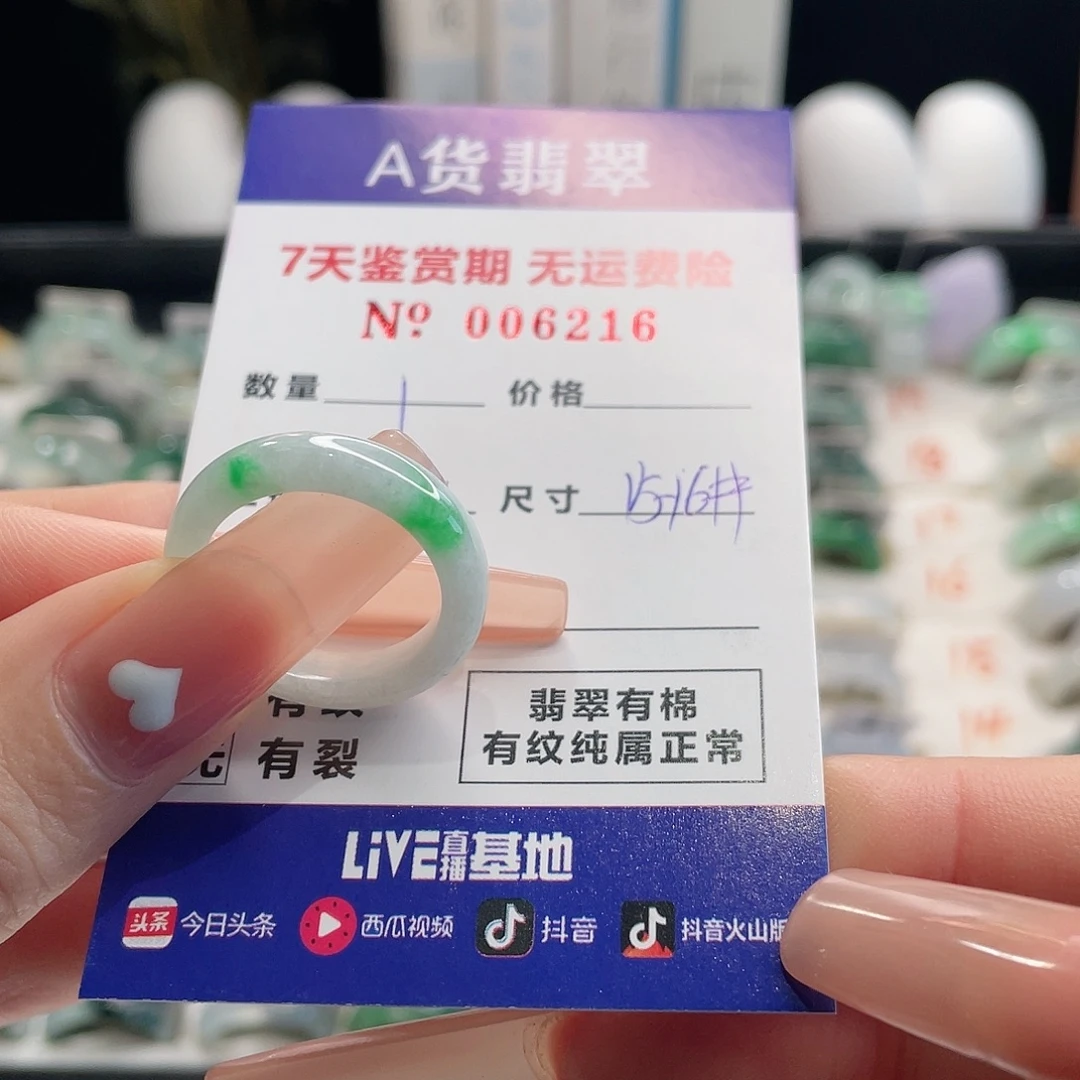 A货翡翠
7天鉴赏期 无运费险
Nº 006216
数量 1 价格
尺寸 15-16#
有裂
翡翠有棉
有纹纯属正常
LiVE直播基地
头条 今日头条 西瓜视频 抖音 抖音火山版